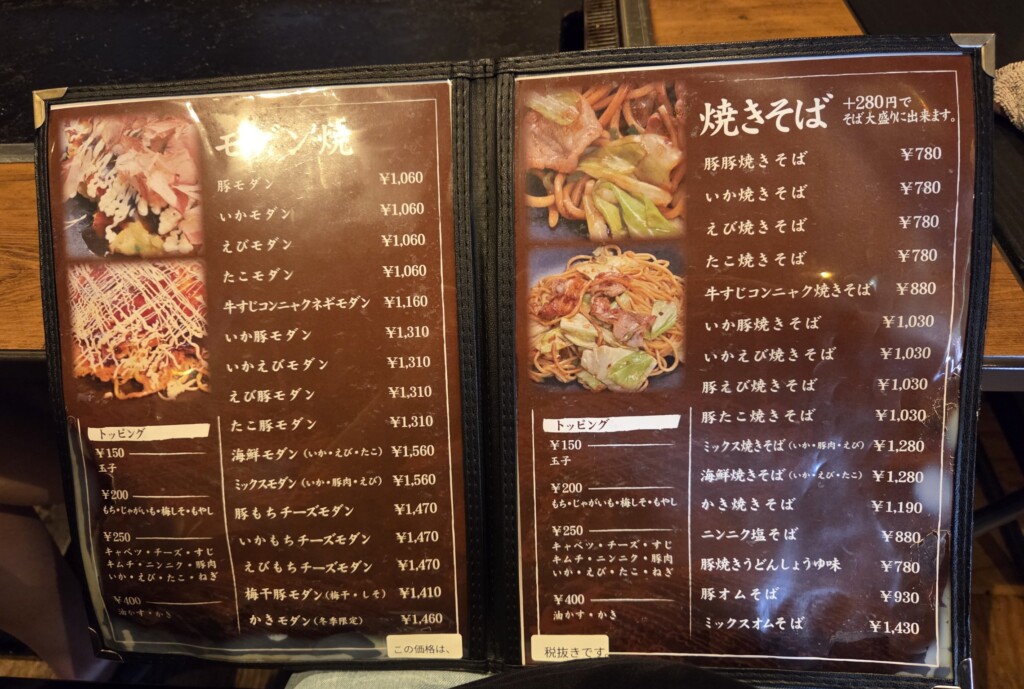 モダン焼
豚モダン ¥1,060
いかモダン ¥1,060
えびモダン ¥1,060
たこモダン ¥1,060
牛すじコンニャクネギモダン ¥1,160
いか豚モダン ¥1,310
いかえびモダン ¥1,310
えび豚モダン ¥1,310
たこ豚モダン ¥1,310
海鮮モダン(いか・えび・たこ) ¥1,560
ミックスモダン(いか・豚肉・えび) ¥1,560
豚もちチーズモダン ¥1,470
いかもちチーズモダン ¥1,470
えびもちチーズモダン ¥1,470
梅干豚モダン(梅干・しそ) ¥1,410
かきモダン(冬季限定) ¥1,460
トッピング
¥150
玉子
¥200
もち・じゃがいも・梅しそ・もやし
¥250
キャベツ・チーズ・すじ
キムチ・ニンニク・豚肉
いか・えび・たこ・ねぎ
¥400
油かす・かき
この価格は、
焼きそば
+280円で
そば大盛りに出来ます。
豚豚焼きそば ¥780
いか焼きそば ¥780
えび焼きそば ¥780
たこ焼きそば ¥780
牛すじコンニャク焼きそば ¥880
いか豚焼きそば ¥1,030
いかえび焼きそば ¥1,030
豚えび焼きそば ¥1,030
豚たこ焼きそば ¥1,030
ミックス焼きそば(いか・豚肉・えび) ¥1,280
海鮮焼きそば(いか・えび・たこ) ¥1,280
かき焼きそば ¥1,190
ニンニク塩そば ¥880
豚焼きうどんしょうゆ味 ¥780
豚オムそば ¥930
ミックスオムそば ¥1,430
トッピング
¥150
玉子
¥200
もち・じゃがいも・梅しそ・もやし
¥250
キャベツ・チーズ・すじ
キムチ・ニンニク・豚肉
いか・えび・たこ・ねぎ
¥400
油かす・かき
税抜きです。